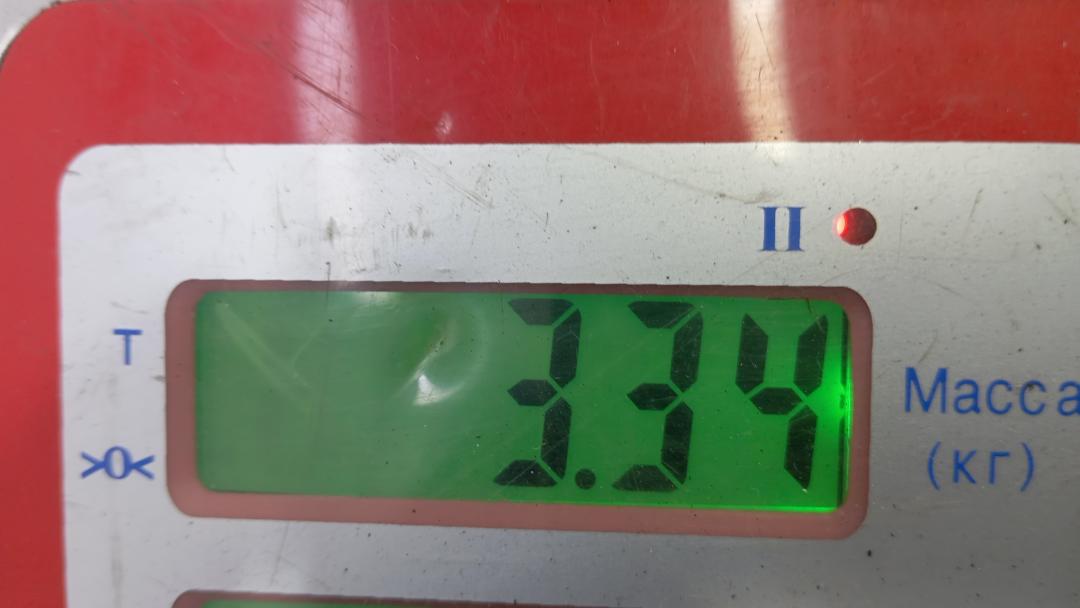 II
T
3.34
Масса
>0<
(кг)